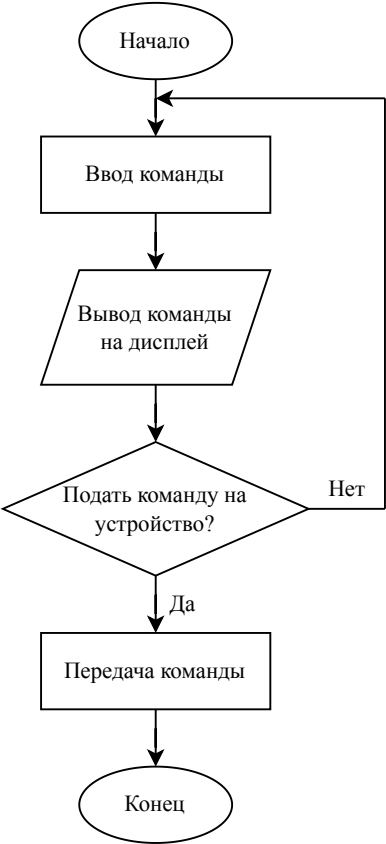 Начало
Ввод команды
Вывод команды
на дисплей
Подать команду на
устройство?
Нет
Да
Передача команды
Конец